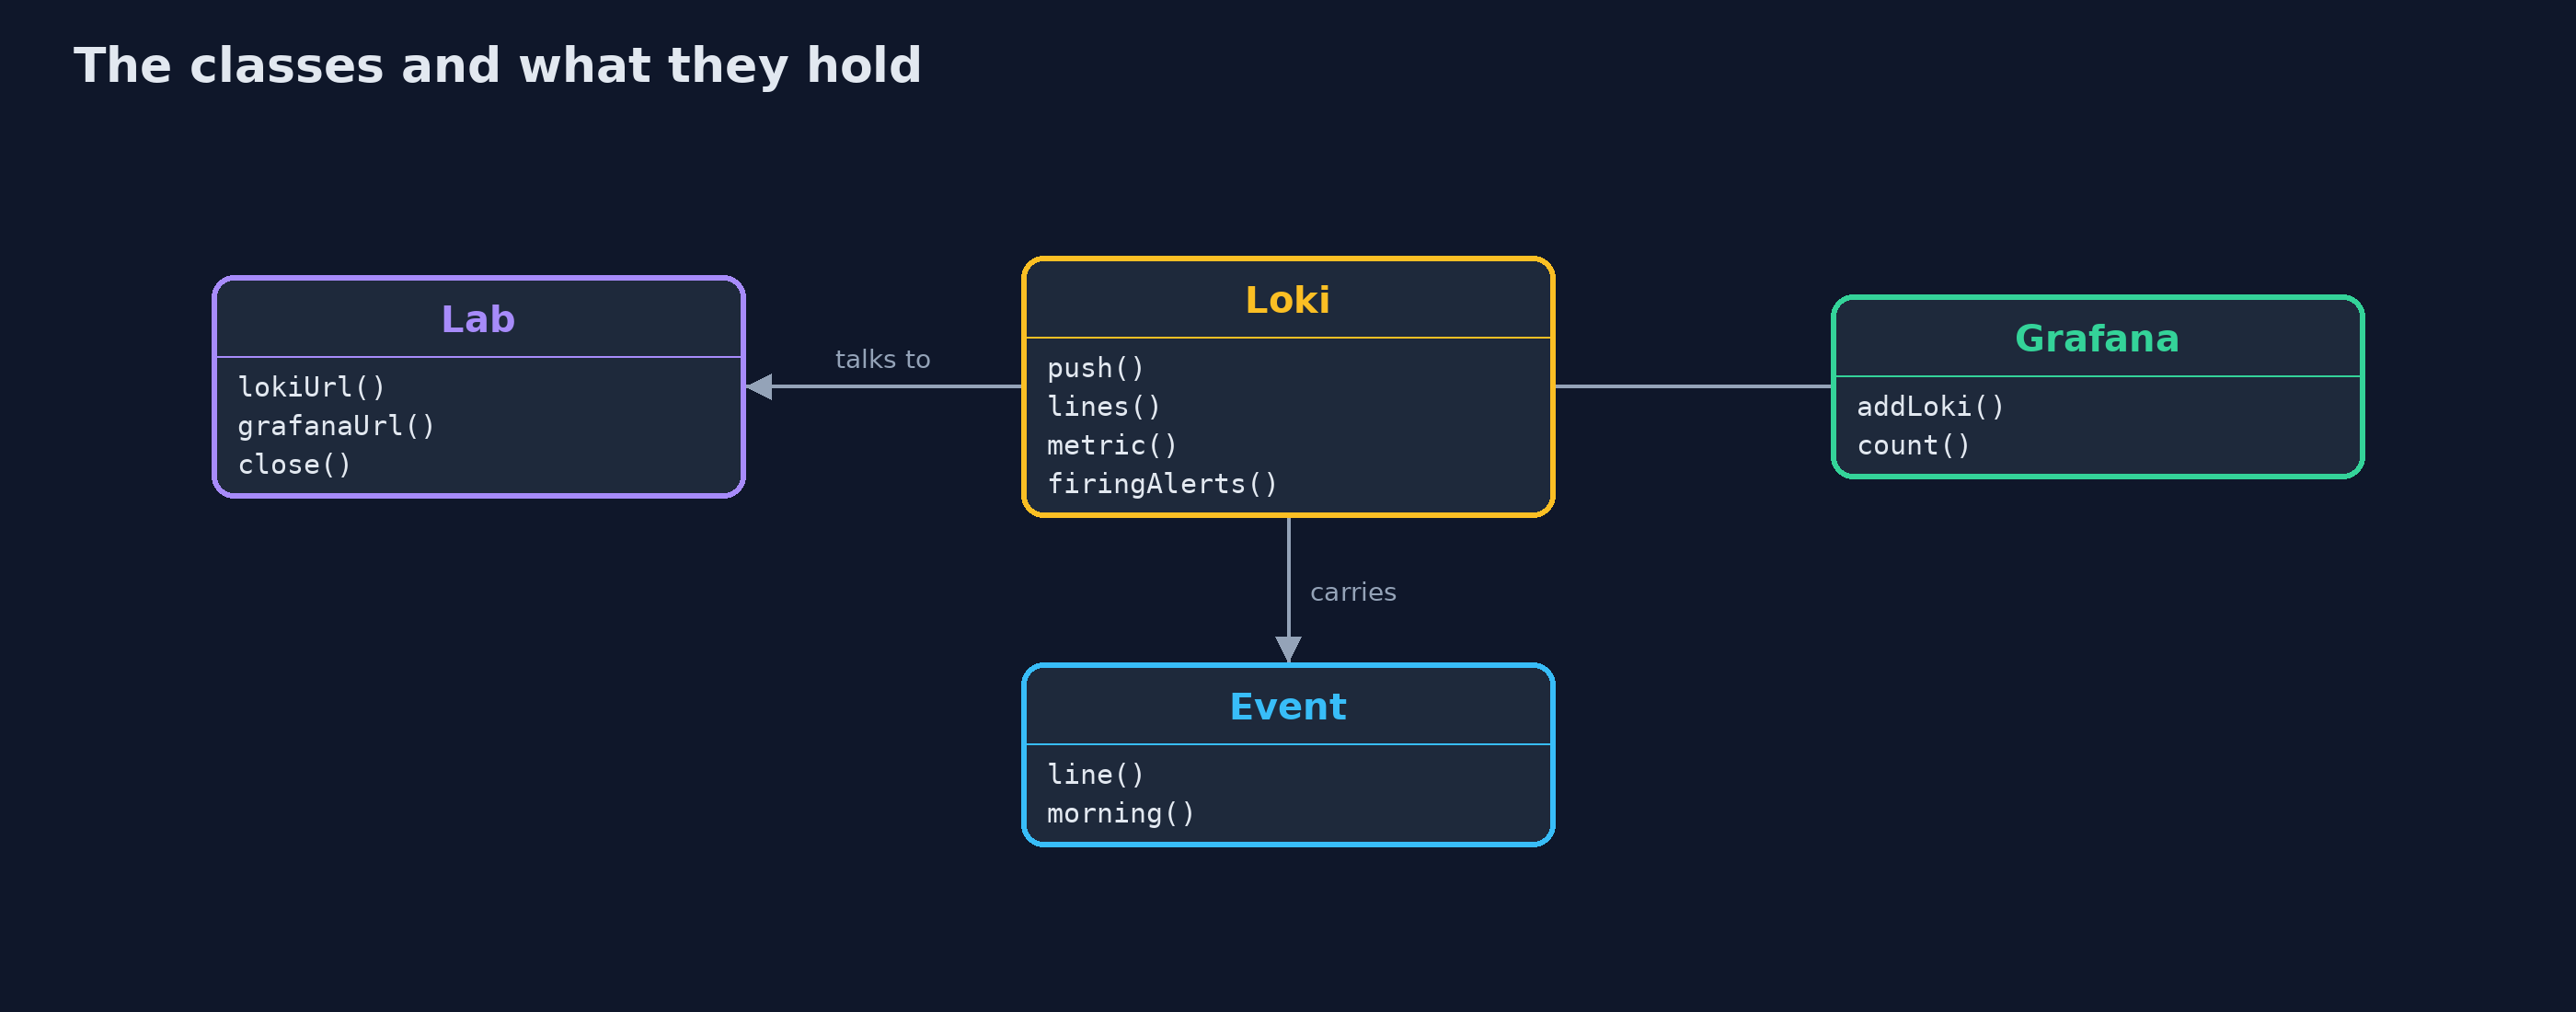 The classes and what they hold
Lab
lokiUrl()
grafanaUrl()
close()
talks to
Loki
push()
lines()
metric()
firingAlerts()
Grafana
addLoki()
count()
carries
Event
line()
morning()